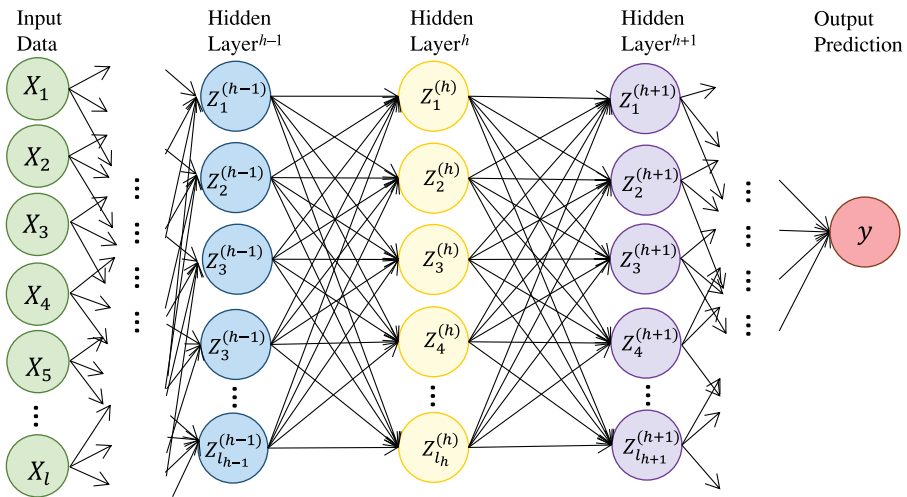 Input
Data
Hidden
Layer^{h-1}
Hidden
Layer^{h}
Hidden
Layer^{h+1}
Output
Prediction
X_1
X_2
X_3
X_4
X_5
...
X_l
...
...
...
...
Z_1^{(h-1)}
Z_2^{(h-1)}
Z_3^{(h-1)}
Z_3^{(h-1)}
...
Z_{l_{h-1}}^{(h-1)}
Z_1^{(h)}
Z_2^{(h)}
Z_3^{(h)}
Z_4^{(h)}
...
Z_{l_h}^{(h)}
Z_1^{(h+1)}
Z_2^{(h+1)}
Z_3^{(h+1)}
Z_4^{(h+1)}
...
Z_{l_{h+1}}^{(h+1)}
...
...
...
...
y